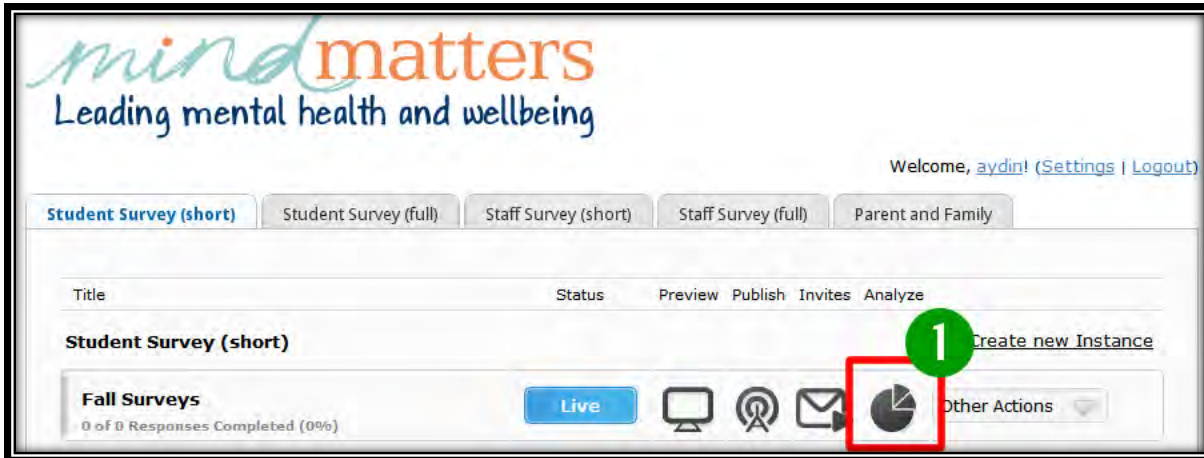 mindmatters
Leading mental health and wellbeing
Welcome, aydin! (Settings | Logout)
Student Survey (short) Student Survey (full) Staff Survey (short) Staff Survey (full) Parent and Family
Title Status Preview Publish Invites Analyze
Student Survey (short) 1 Create new Instance
Fall Surveys Live Other Actions
0 of 0 Responses Completed (0%)